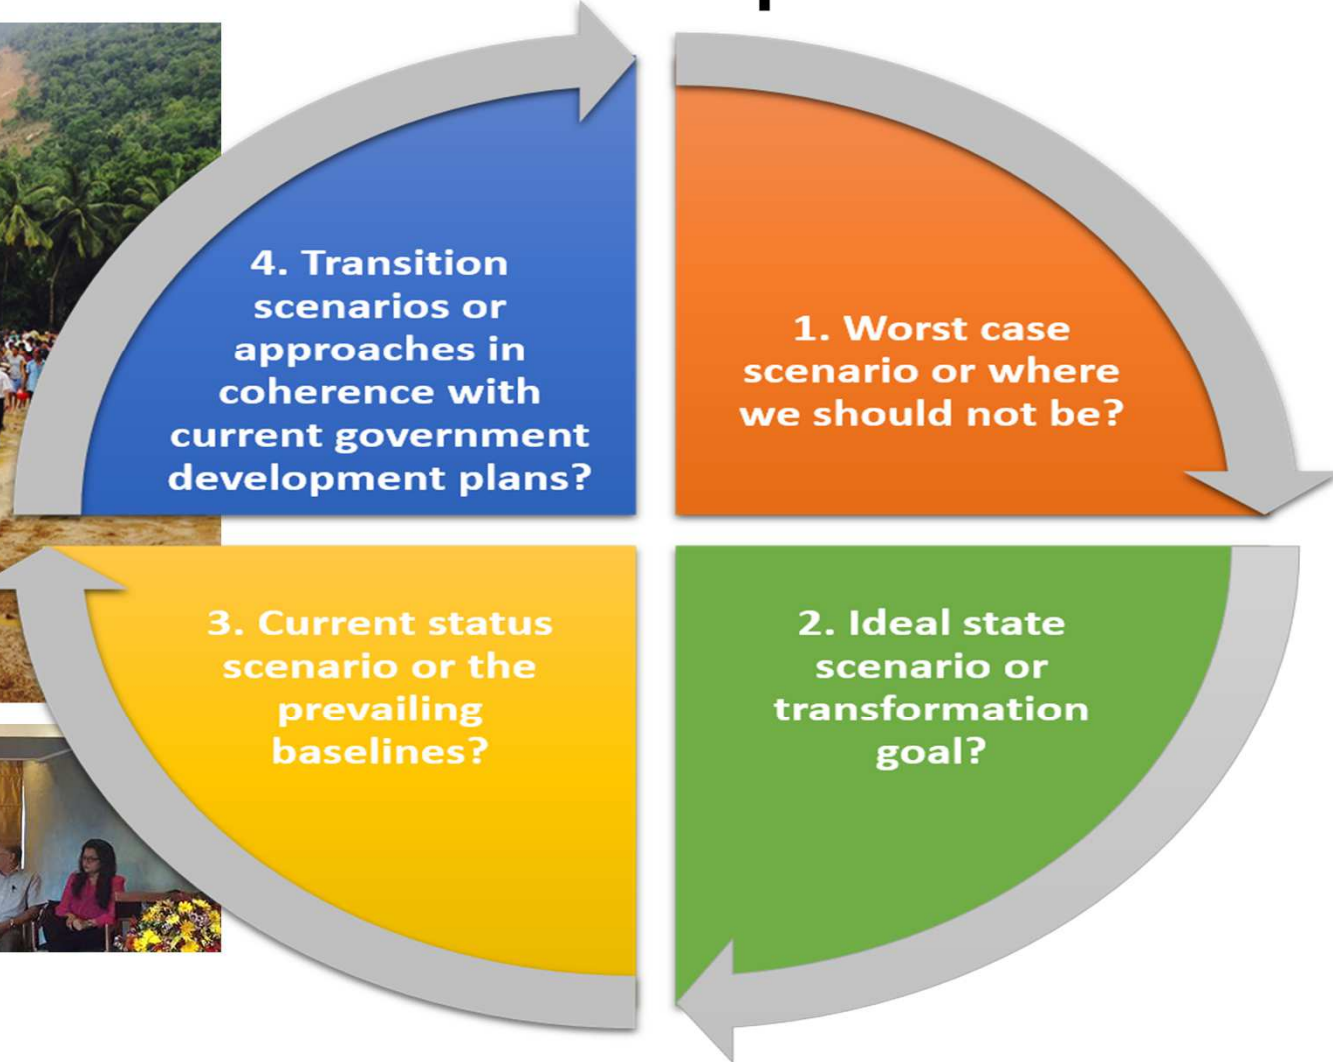 4. Transition
scenarios or
approaches in
coherence with
current government
development plans?
1. Worst case
scenario or where
we should not be?
3. Current status
scenario or the
prevailing
baselines?
2. Ideal state
scenario or
transformation
goal?